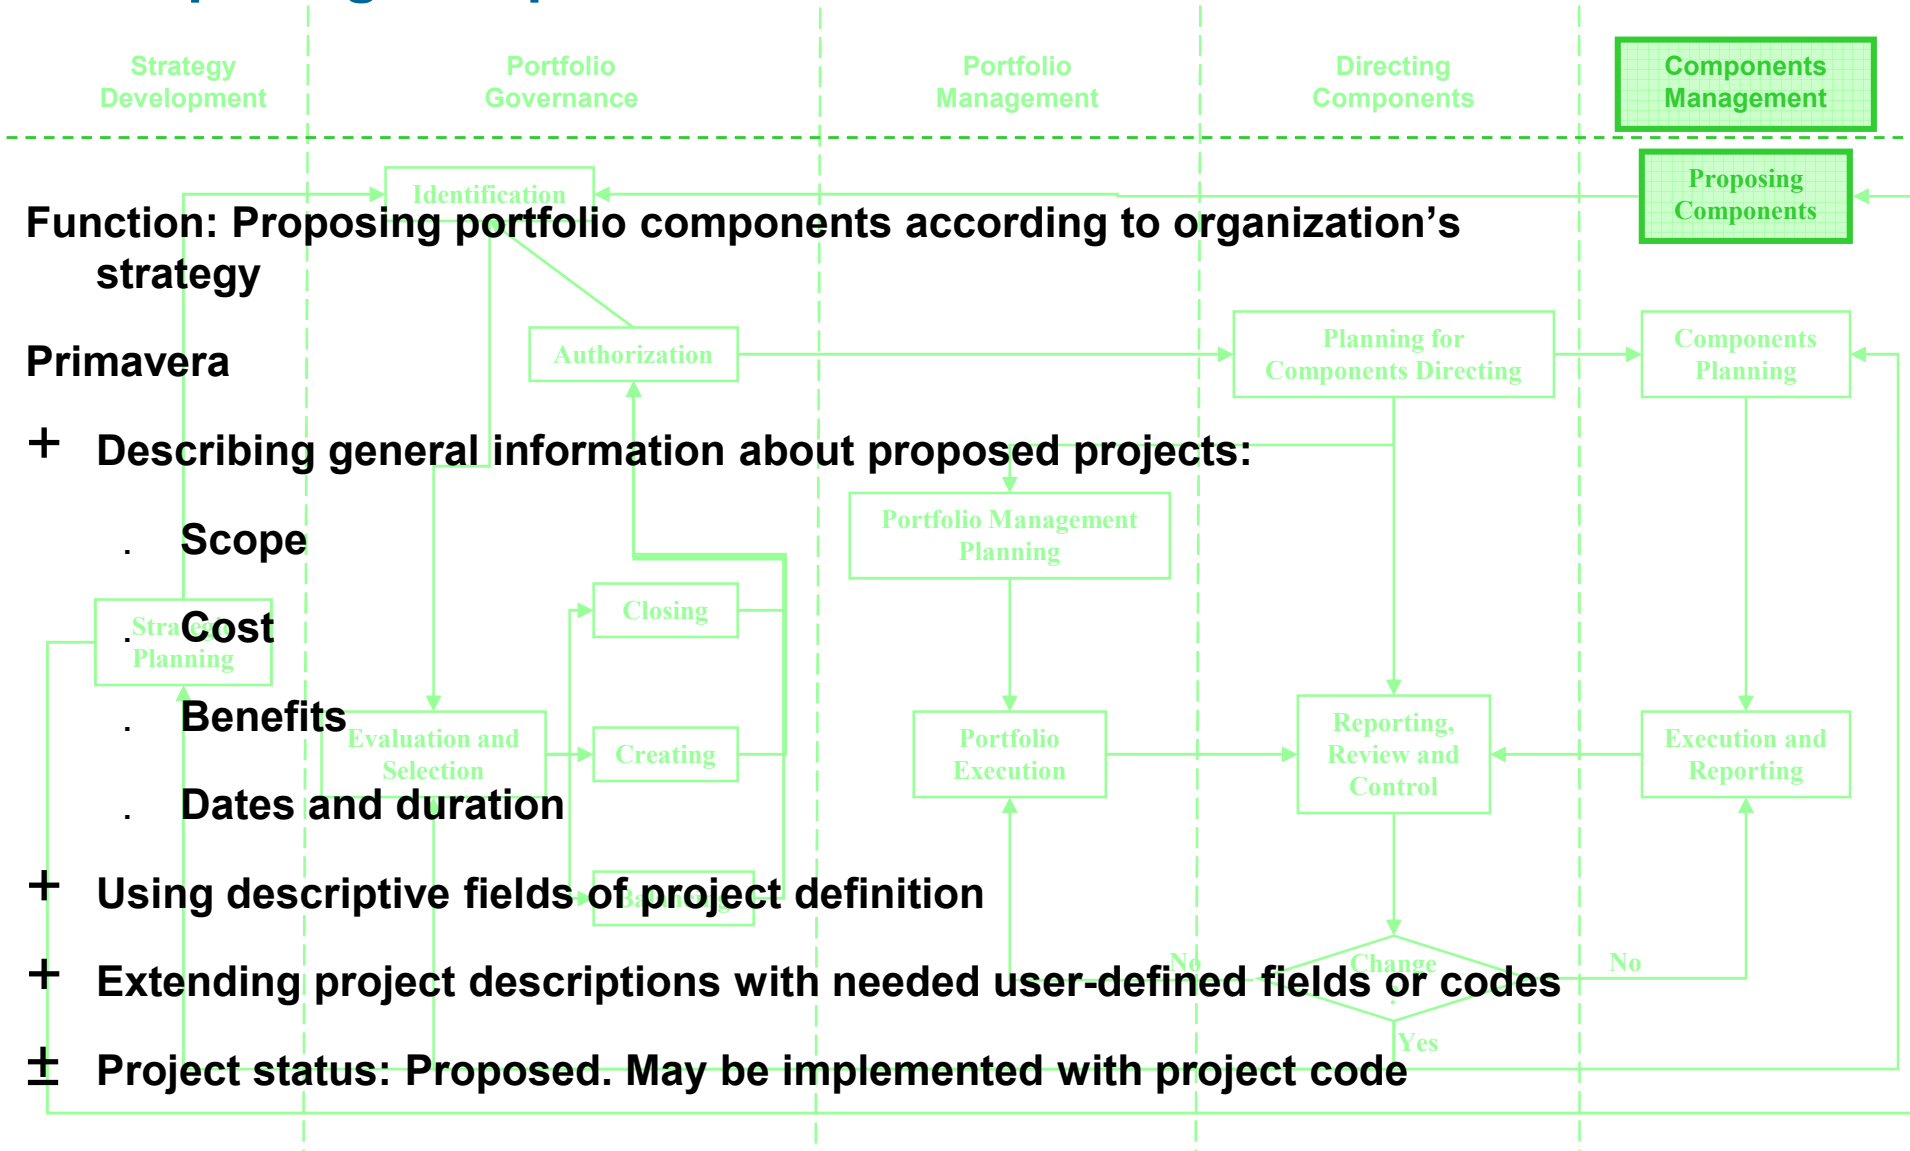 Strategy
Development
Portfolio
Governance
Portfolio
Management
Directing
Components
Components
Management
Identification
Proposing
Components
Function: Proposing portfolio components according to organization’s
strategy
Authorization
Planning for
Components Directing
Components
Planning
Primavera
+ Describing general information about proposed projects:
Portfolio Management
Planning
. Scope
Closing
Strategic
Planning
. Cost
. Benefits
Evaluation and
Selection
Creating
Portfolio
Execution
Reporting,
Review and
Control
Execution and
Reporting
. Dates and duration
Balancing
+ Using descriptive fields of project definition
No
Change
?
No
+ Extending project descriptions with needed user-defined fields or codes
Yes
± Project status: Proposed. May be implemented with project code